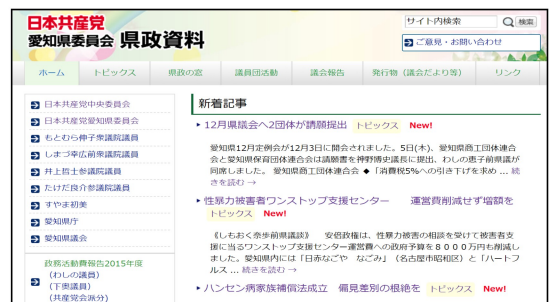 日本共産党
愛知県委員会 県政資料
サイト内検索
検索
ご意見・お問い合わせ
ホーム
トピックス
県政の窓
議員団活動
議会報告
発行物（議会だより等）
リンク
日本共産党中央委員会
日本共産党愛知県委員会
もとむら伸子衆議院議員
しまづ幸広前衆議院議員
井上哲士参議院議員
たけだ良介参議院議員
すやま初美
愛知県庁
愛知県議会
政務活動費報告2015年度
（わしの議員）
（下奥議員）
（共産党会派分）
新着記事
12月県議会へ2団体が請願提出 トピックス New!
愛知県12月定例会が12月3日に開会されました。5日(木)、愛知県商工団体連合
会と愛知県保育団体連合会は請願書を神野博史議長に提出、わしの恵子前県議が
同席しました。 愛知県商工団体連合会 ◆「消費税5%への引き下げを求め … 続
きを読む →
性暴力被害者ワンストップ支援センター　運営費削減せず増額を
トピックス New!
《しもおく奈歩前県議談》　安倍政権は、性暴力被害の相談を受けて被害者支
援に当るワンストップ支援センター運営費への政府予算を８０００万円も削減し
ました。愛知県内には「日赤なごや　なごみ」（名古屋市昭和区）と「ハートフ
ルス … 続きを読む →
ハンセン病家族補償法成立　偏見差別の根絶を トピックス New!